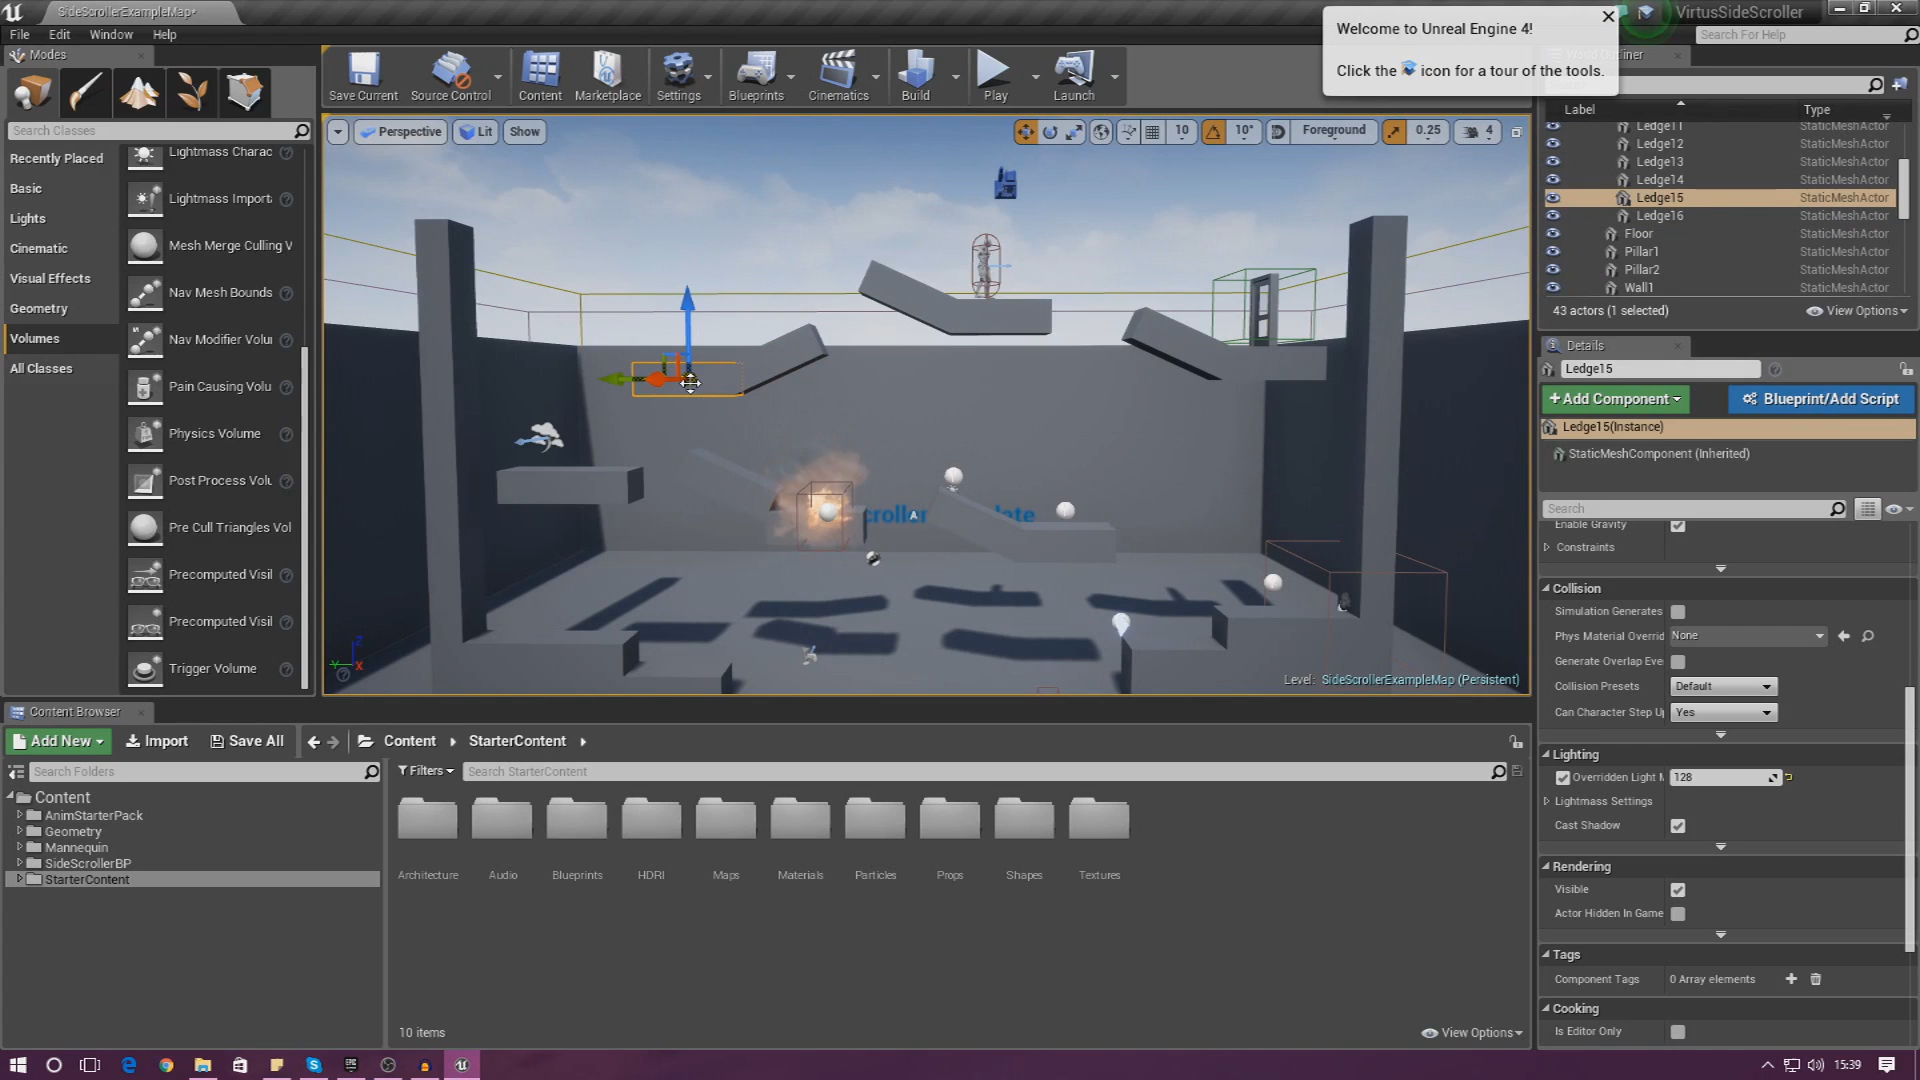 SideScrollerExampleMap*
VirtusSideScroller
File Edit Window Help
Search For Help
Welcome to Unreal Engine 4!
Click the icon for a tour of the tools.
Modes
World Outliner
Save Current
Source Control
Content
Marketplace
Settings
Blueprints
Cinematics
Build
Play
Launch
Search Classes
Recently Placed
Basic
Lights
Cinematic
Visual Effects
Geometry
Volumes
All Classes
Lightmass Charac
Lightmass Importa
Mesh Merge Culling V
Nav Mesh Bounds
Nav Modifier Volur
Pain Causing Volu
Physics Volume
Post Process Volu
Pre Cull Triangles Vol
Precomputed Visil
Precomputed Visil
Trigger Volume
Perspective
Lit
Show
10
10°
Foreground
0.25
4
A
Z
Y
X
Level: SideScrollerExampleMap (Persistent)
Label Type
Ledge11 StaticMeshActor
Ledge12 StaticMeshActor
Ledge13 StaticMeshActor
Ledge14 StaticMeshActor
Ledge15 StaticMeshActor
Ledge16 StaticMeshActor
Floor StaticMeshActor
Pillar1 StaticMeshActor
Pillar2 StaticMeshActor
Wall1 StaticMeshActor
43 actors (1 selected)
View Options
Details
Ledge15
+Add Component
Blueprint/Add Script
Ledge15(Instance)
StaticMeshComponent (Inherited)
Search
Enable Gravity
Constraints
Collision
Simulation Generates
Phys Material Overrid None
Generate Overlap Eve
Collision Presets Default
Can Character Step U Yes
Lighting
Overridden Light M 128
Lightmass Settings
Cast Shadow
Rendering
Visible
Actor Hidden In Game
Tags
Component Tags 0 Array elements
Cooking
Is Editor Only
Content Browser
Add New
Import
Save All
Content
StarterContent
Search Folders
Filters
Search StarterContent
Content
AnimStarterPack
Geometry
Mannequin
SideScrollerBP
StarterContent
Architecture
Audio
Blueprints
HDRI
Maps
Materials
Particles
Props
Shapes
Textures
10 items
View Options
15:39